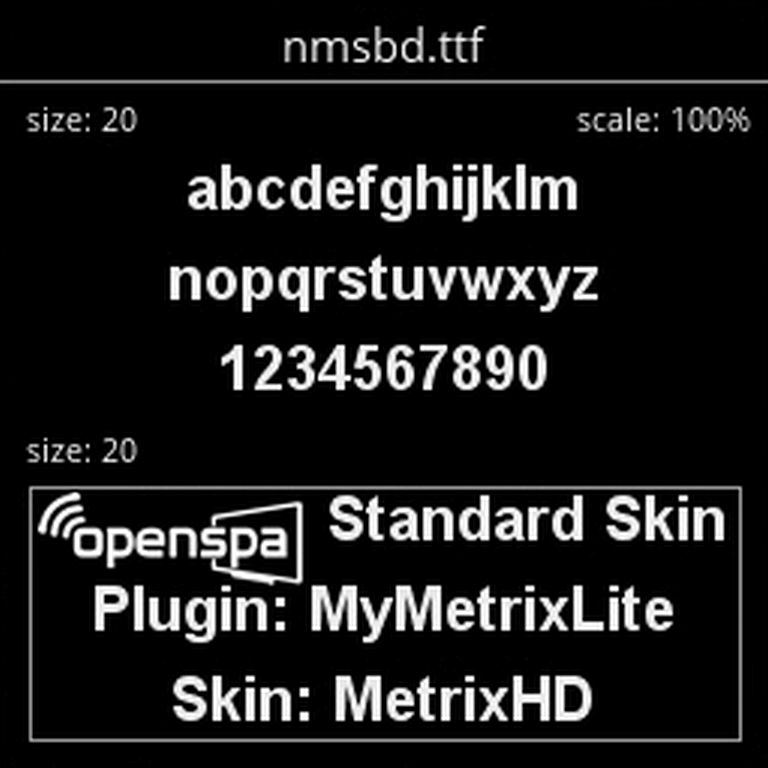 nmsbd.ttf
size: 20 scale: 100%
abcdefghijklm
nopqrstuvwxyz
1234567890
size: 20
openspa Standard Skin
Plugin: MyMetrixLite
Skin: MetrixHD